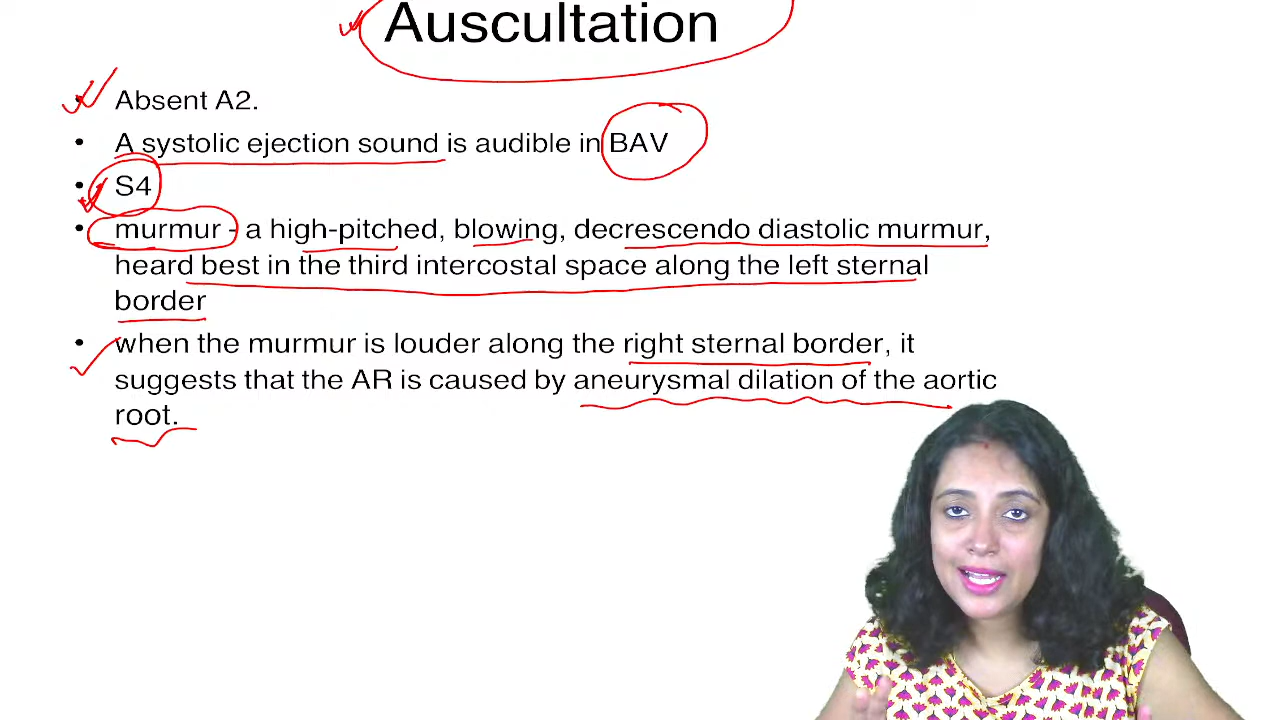 Auscultation
• Absent A2.
• A systolic ejection sound is audible in BAV
• S4
• murmur - a high-pitched, blowing, decrescendo diastolic murmur,
heard best in the third intercostal space along the left sternal
border
• when the murmur is louder along the right sternal border, it
suggests that the AR is caused by aneurysmal dilation of the aortic
root.